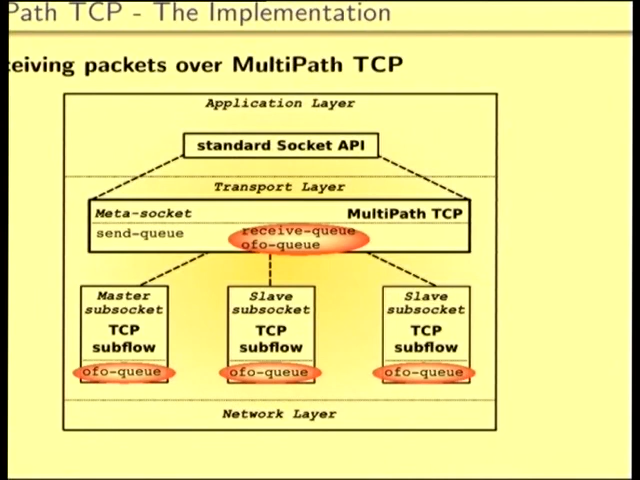 Path TCP - The Implementation
ceiving packets over MultiPath TCP
Application Layer
standard Socket API
Transport Layer
Meta-socket
MultiPath TCP
send-queue
receive-queue
ofo-queue
Master
subsocket
TCP
subflow
ofo-queue
Slave
subsocket
TCP
subflow
ofo-queue
Slave
subsocket
TCP
subflow
ofo-queue
Network Layer